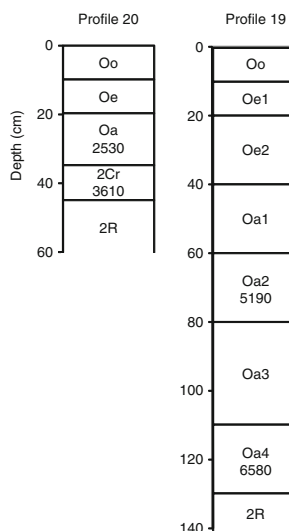 Profile 20
Profile 19
Depth (cm)
0
20
40
60
Oo
Oe
Oa
2530
2Cr
3610
2R
0
20
40
60
80
100
120
140
Oo
Oe1
Oe2
Oa1
Oa2
5190
Oa3
Oa4
6580
2R